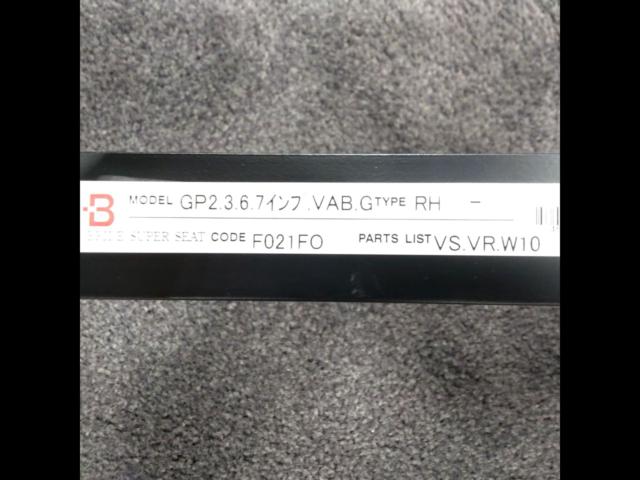 B MODEL GP2.3.6.7インプ.VAB.G TYPE RH -
BRIDE SUPER SEAT CODE F021FO PARTS LIST VS.VR.W10